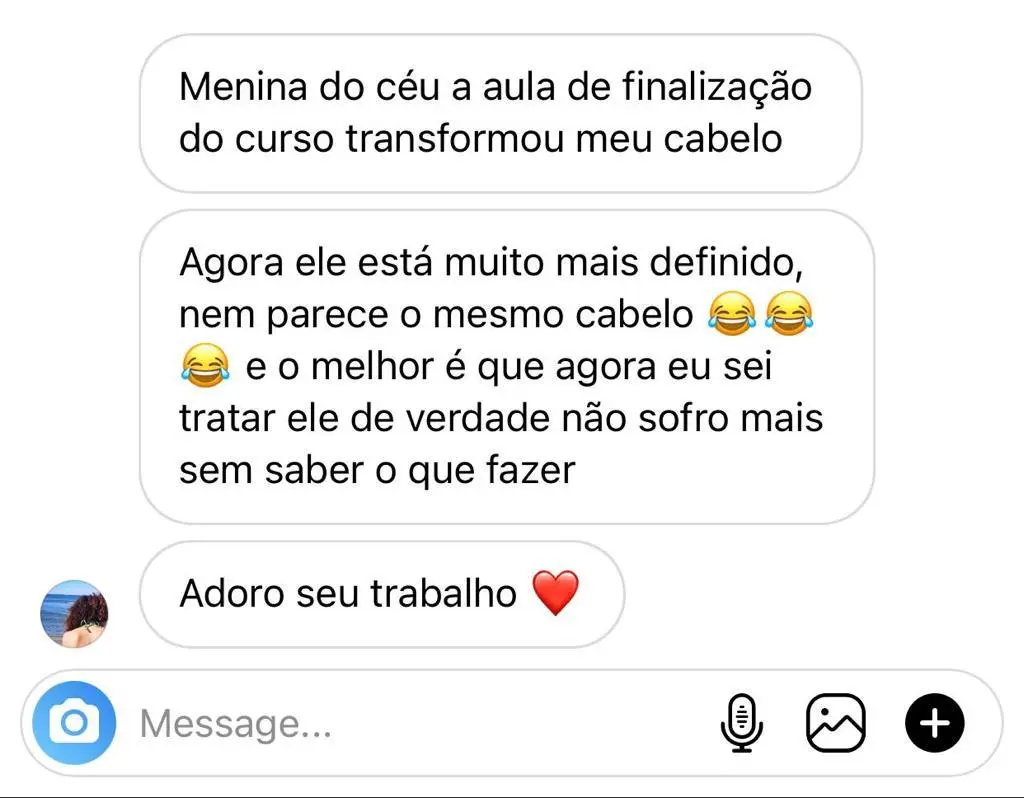 Menina do céu a aula de finalização
do curso transformou meu cabelo
Agora ele está muito mais definido,
nem parece o mesmo cabelo 😂😂
😂 e o melhor é que agora eu sei
tratar ele de verdade não sofro mais
sem saber o que fazer
Adoro seu trabalho ❤️
Message...